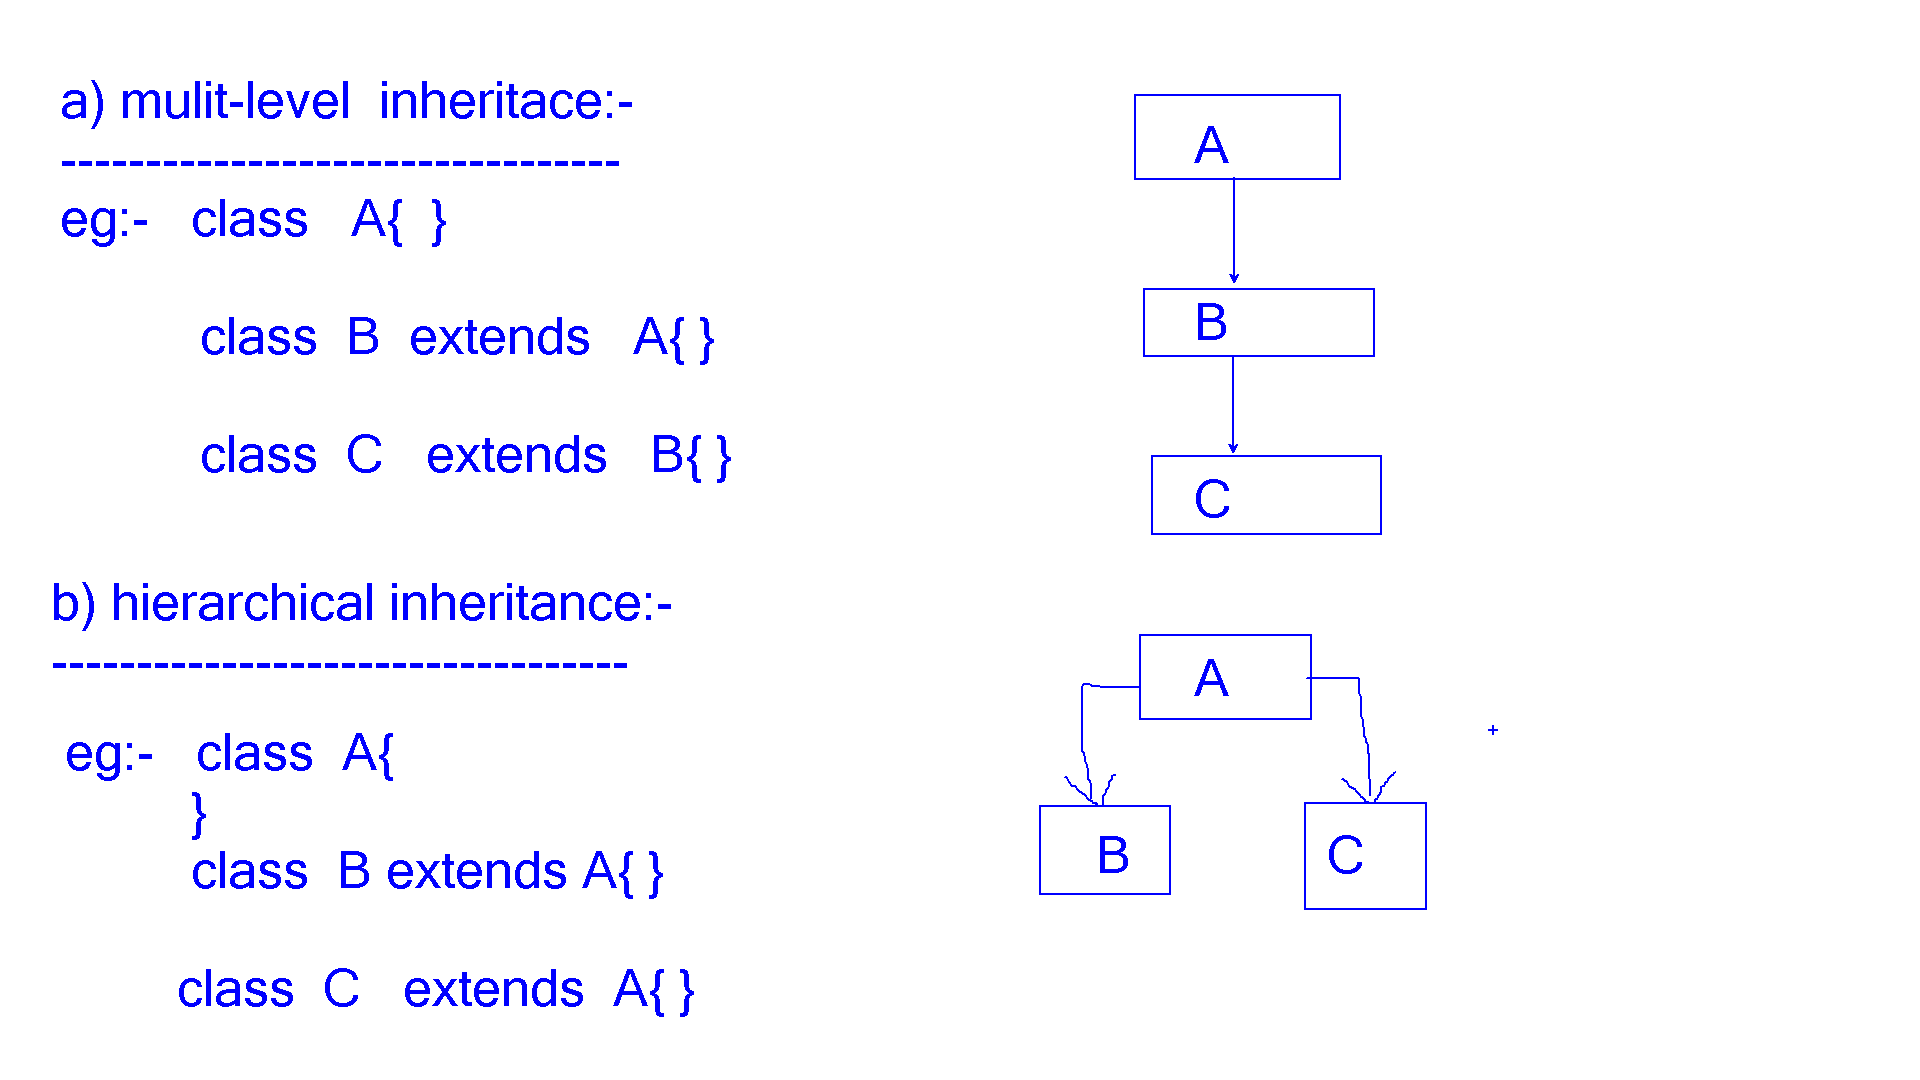 a) mulit-level inheritace:-
---------------------------------
eg:- class A{ }
class B extends A{ }
class C extends B{ }
A
B
C
b) hierarchical inheritance:-
----------------------------------
eg:- class A{
}
class B extends A{ }
class C extends A{ }
A
B C